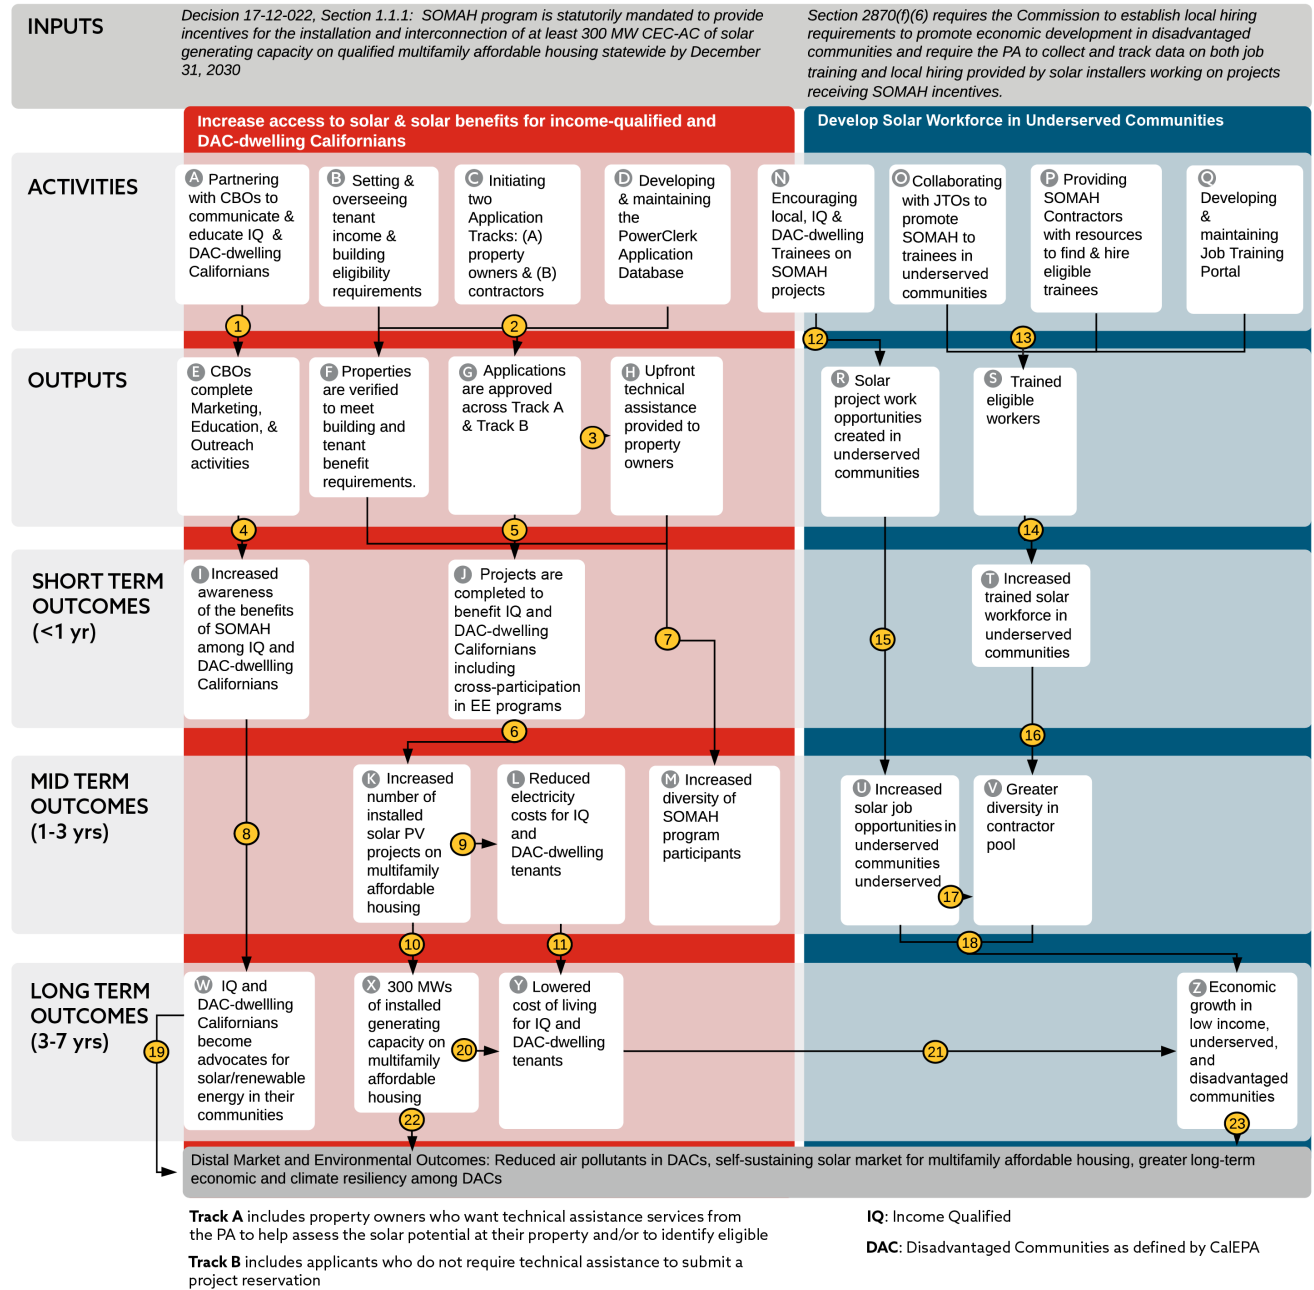 INPUTS
Decision 17-12-022, Section 1.1.1: SOMAH program is statutorily mandated to provide
incentives for the installation and interconnection of at least 300 MW CEC-AC of solar
generating capacity on qualified multifamily affordable housing statewide by December
31, 2030
Section 2870(f)(6) requires the Commission to establish local hiring
requirements to promote economic development in disadvantaged
communities and require the PA to collect and track data on both job
training and local hiring provided by solar installers working on projects
receiving SOMAH incentives.
Increase access to solar & solar benefits for income-qualified and
DAC-dwelling Californians
Develop Solar Workforce in Underserved Communities
ACTIVITIES
A Partnering
with CBOs to
communicate &
educate IQ &
DAC-dwelling
Californians
B Setting &
overseeing
tenant
income &
building
eligibility
requirements
C Initiating
two
Application
Tracks: (A)
property
owners & (B)
contractors
D Developing
& maintaining
the
PowerClerk
Application
Database
N
Encouraging
local, IQ &
DAC-dwelling
Trainees on
SOMAH
projects
O Collaborating
with JTOs to
promote
SOMAH to
trainees in
underserved
communities
P Providing
SOMAH
Contractors
with resources
to find & hire
eligible
trainees
Q
Developing
&
maintaining
Job Training
Portal
1
2
12
13
OUTPUTS
E CBOs
complete
Marketing,
Education, &
Outreach
activities
F Properties
are verified
to meet
building and
tenant
benefit
requirements.
G Applications
are approved
across Track A
& Track B
3
H Upfront
technical
assistance
provided to
property
owners
R Solar
project work
opportunities
created in
underserved
communities
S Trained
eligible
workers
4
5
14
SHORT TERM
OUTCOMES
(<1 yr)
I Increased
awareness
of the benefits
of SOMAH
among IQ and
DAC-dwellling
Californians
J Projects are
completed to
benefit IQ and
DAC-dwelling
Californians
including
cross-participation
in EE programs
7
15
T Increased
trained solar
workforce in
underserved
communities
6
16
MID TERM
OUTCOMES
(1-3 yrs)
8
K Increased
number of
installed
solar PV
projects on
multifamily
affordable
housing
9
L Reduced
electricity
costs for IQ
and
DAC-dwelling
tenants
M Increased
diversity of
SOMAH
program
participants
U Increased
solar job
opportunities in
underserved
communities
underserved
17
V Greater
diversity in
contractor
pool
10
11
18
LONG TERM
OUTCOMES
(3-7 yrs)
19
W IQ and
DAC-dwellling
Californians
become
advocates for
solar/renewable
energy in their
communities
X 300 MWs
of installed
generating
capacity on
multifamily
affordable
housing
20
Y Lowered
cost of living
for IQ and
DAC-dwelling
tenants
21
Z Economic
growth in
low income,
underserved,
and
disadvantaged
communities
22
23
Distal Market and Environmental Outcomes: Reduced air pollutants in DACs, self-sustaining solar market for multifamily affordable housing, greater long-term
economic and climate resiliency among DACs
Track A includes property owners who want technical assistance services from
the PA to help assess the solar potential at their property and/or to identify eligible
Track B includes applicants who do not require technical assistance to submit a
project reservation
IQ: Income Qualified
DAC: Disadvantaged Communities as defined by CalEPA